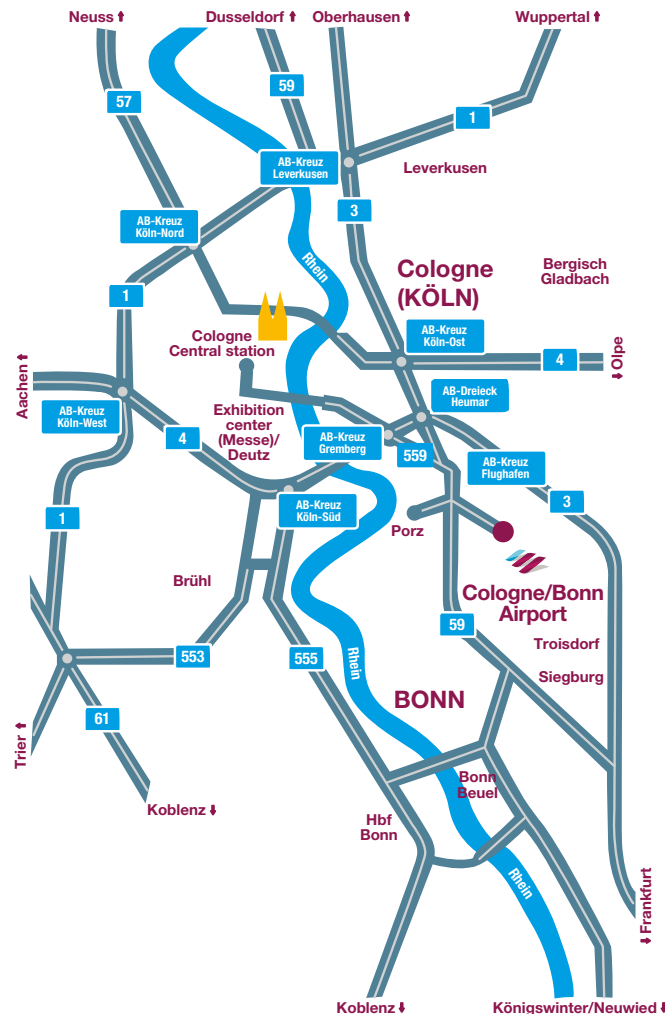 Neuss ↑
Dusseldorf ↑
Oberhausen ↑
Wuppertal ↑
59
57
1
AB-Kreuz
Leverkusen
Leverkusen
3
AB-Kreuz
Köln-Nord
Rhein
Cologne
(KÖLN)
Bergisch
Gladbach
1
Cologne
Central station
AB-Kreuz
Köln-Ost
4
Olpe ↓
Aachen ↑
AB-Kreuz
Köln-West
AB-Dreieck
Heumar
Exhibition
center
(Messe)/
Deutz
4
AB-Kreuz
Gremberg
559
AB-Kreuz
Flughafen
3
1
AB-Kreuz
Köln-Süd
Porz
Brühl
Cologne/Bonn
Airport
59
Troisdorf
553
555
Rhein
Siegburg
BONN
61
Trier ↑
Koblenz ↓
Bonn
Beuel
Hbf
Bonn
Rhein
Frankfurt ↓
Koblenz ↓
Königswinter/Neuwied ↓